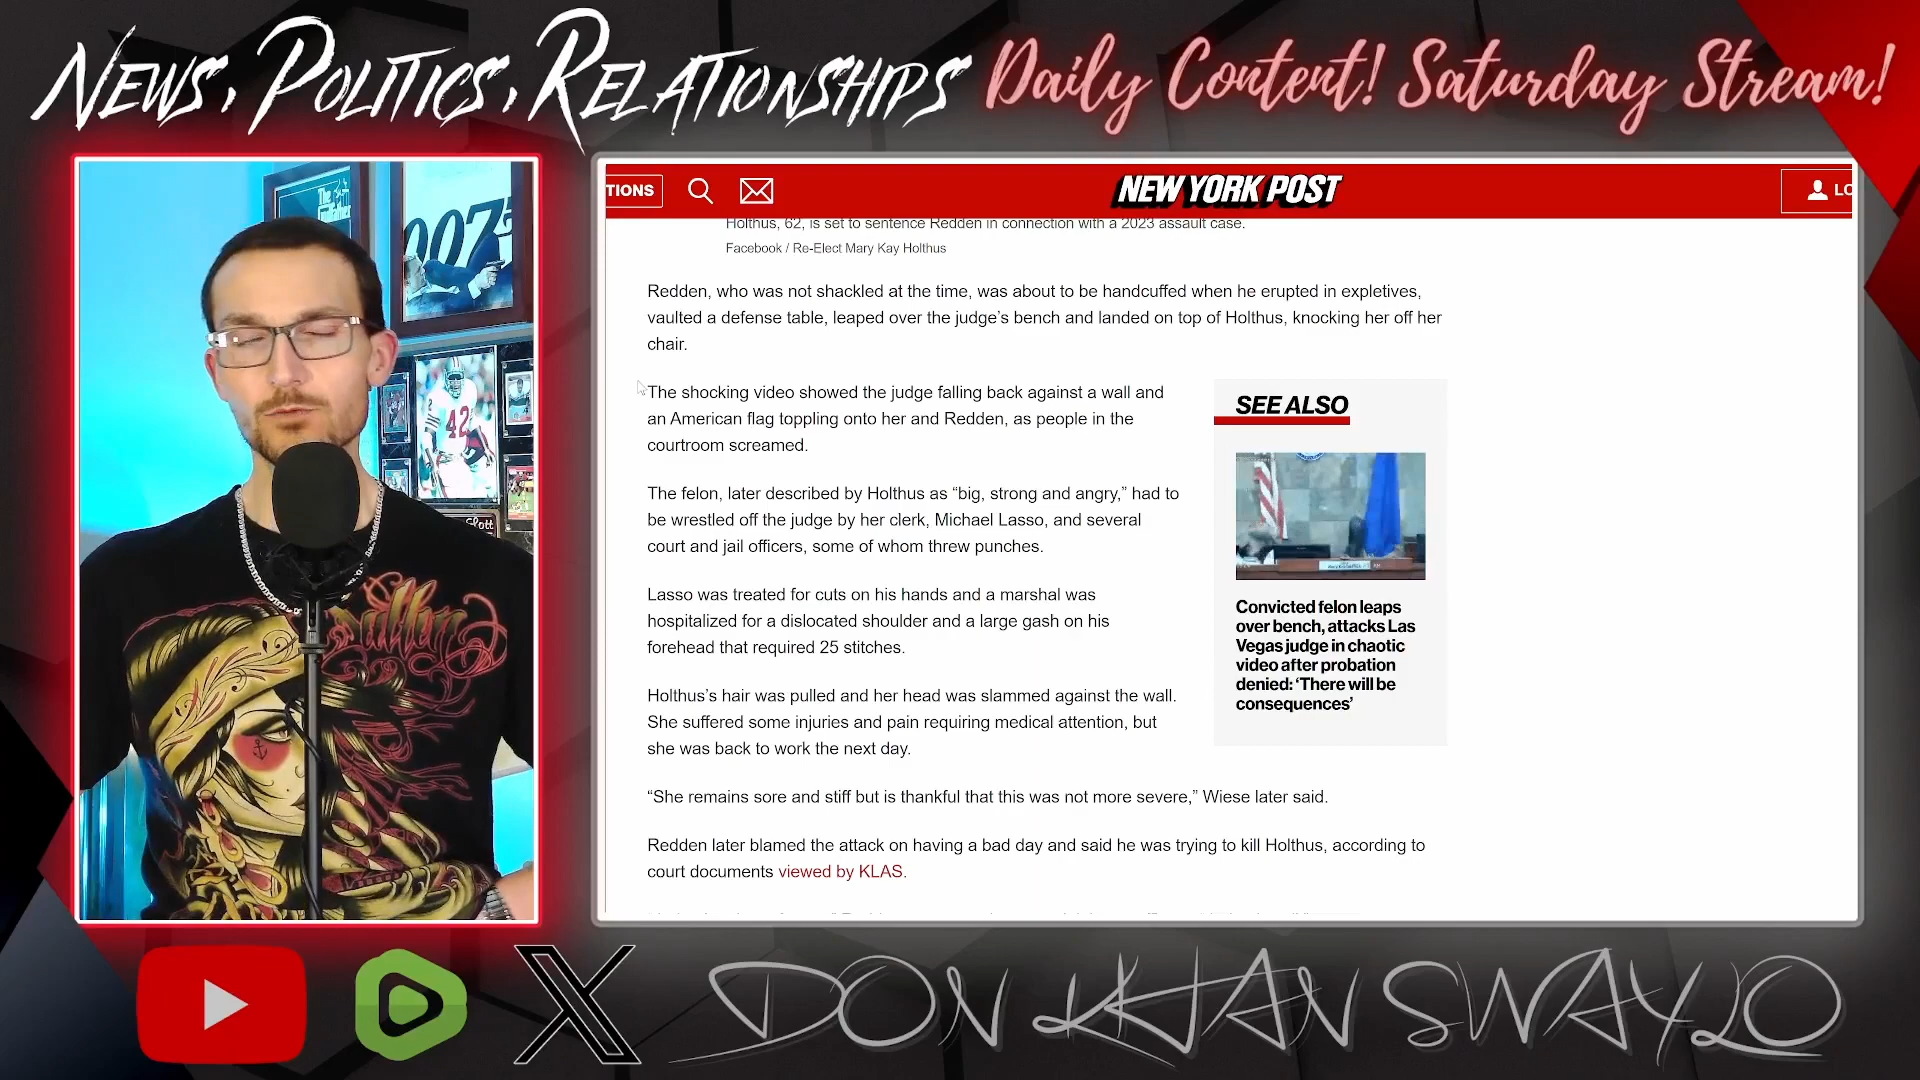 NEWS, POLITICS, RELATIONSHIPS Daily Content! Saturday Stream!
The
007
42
Lott
TIONS
NEW YORK POST
LO
Holthus, 62, is set to sentence Redden in connection with a 2023 assault case.
Facebook / Re-Elect Mary Kay Holthus
Redden, who was not shackled at the time, was about to be handcuffed when he erupted in expletives,
vaulted a defense table, leaped over the judge’s bench and landed on top of Holthus, knocking her off her
chair.
The shocking video showed the judge falling back against a wall and
an American flag toppling onto her and Redden, as people in the
courtroom screamed.
The felon, later described by Holthus as “big, strong and angry,” had to
be wrestled off the judge by her clerk, Michael Lasso, and several
court and jail officers, some of whom threw punches.
Lasso was treated for cuts on his hands and a marshal was
hospitalized for a dislocated shoulder and a large gash on his
forehead that required 25 stitches.
Holthus’s hair was pulled and her head was slammed against the wall.
She suffered some injuries and pain requiring medical attention, but
she was back to work the next day.
“She remains sore and stiff but is thankful that this was not more severe,” Wiese later said.
Redden later blamed the attack on having a bad day and said he was trying to kill Holthus, according to
court documents viewed by KLAS.
SEE ALSO
Convicted felon leaps
over bench, attacks Las
Vegas judge in chaotic
video after probation
denied: ‘There will be
consequences’
DON KHAN SWAYLO